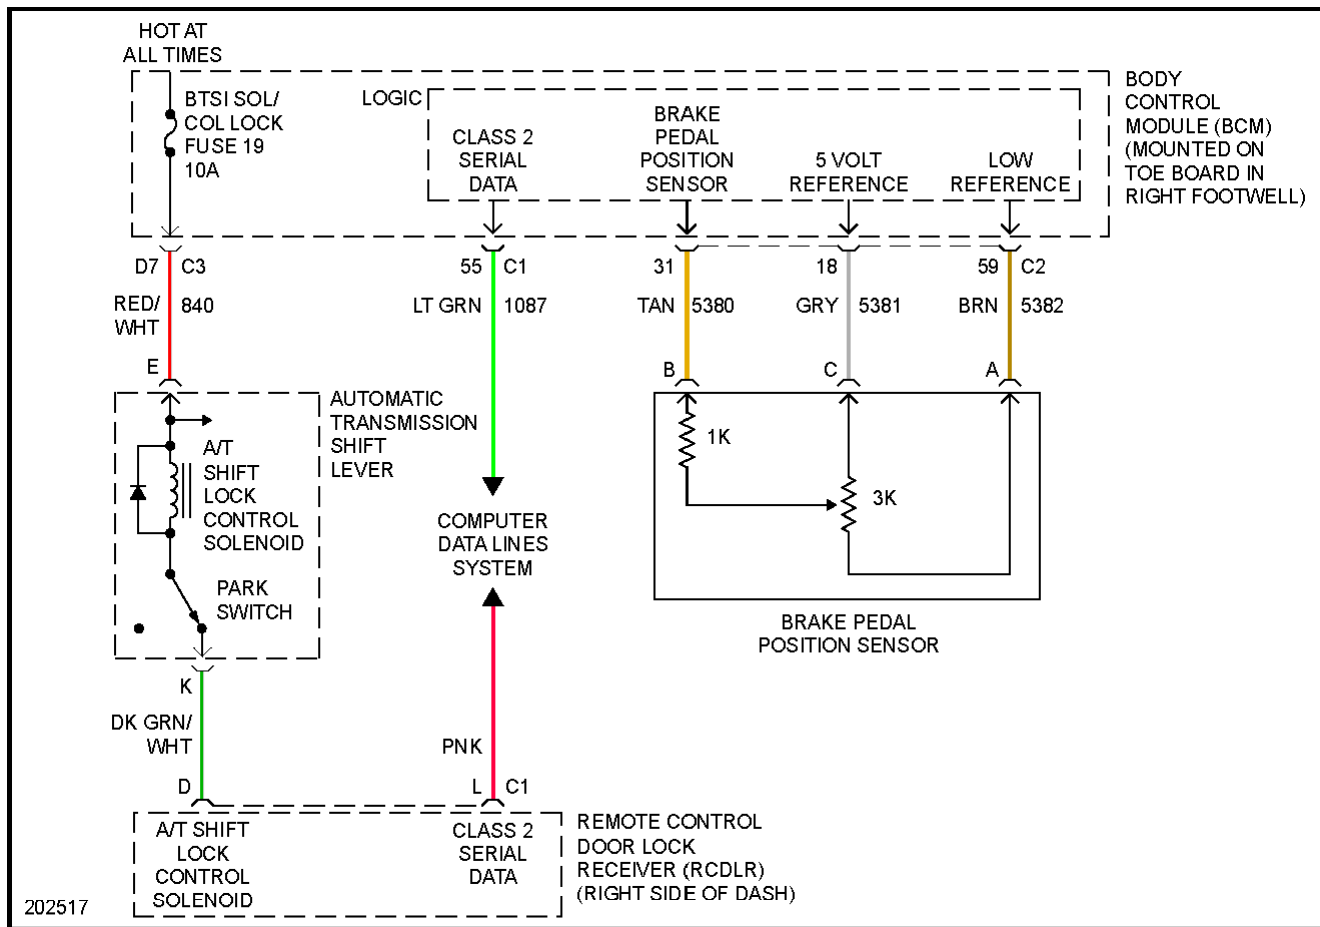 HOT AT
ALL TIMES
BTSI SOL/
COL LOCK
FUSE 19
10A
LOGIC
CLASS 2
SERIAL
DATA
BRAKE
PEDAL
POSITION
SENSOR
5 VOLT
REFERENCE
LOW
REFERENCE
BODY
CONTROL
MODULE (BCM)
(MOUNTED ON
TOE BOARD IN
RIGHT FOOTWELL)
D7 C3
55 C1
31
18
59 C2
RED/
WHT
840
LT GRN 1087
TAN 5380
GRY 5381
BRN 5382
E
B
C
A
AUTOMATIC
TRANSMISSION
SHIFT
LEVER
A/T
SHIFT
LOCK
CONTROL
SOLENOID
PARK
SWITCH
1K
3K
COMPUTER
DATA LINES
SYSTEM
BRAKE PEDAL
POSITION SENSOR
K
DK GRN/
WHT
PNK
D
L C1
A/T SHIFT
LOCK
CONTROL
SOLENOID
CLASS 2
SERIAL
DATA
REMOTE CONTROL
DOOR LOCK
RECEIVER (RCDLR)
(RIGHT SIDE OF DASH)
202517